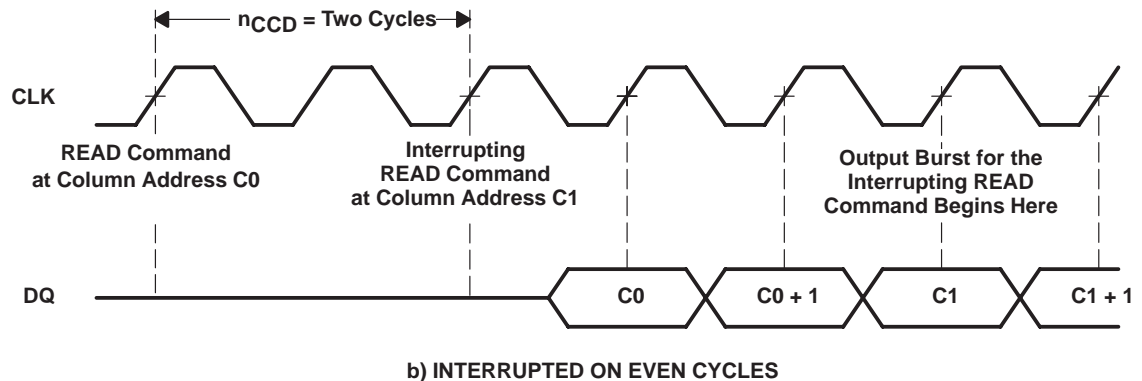 nCCD = Two Cycles
CLK
READ Command
at Column Address C0
Interrupting
READ Command
at Column Address C1
Output Burst for the
Interrupting READ
Command Begins Here
DQ
C0
C0 + 1
C1
C1 + 1
b) INTERRUPTED ON EVEN CYCLES